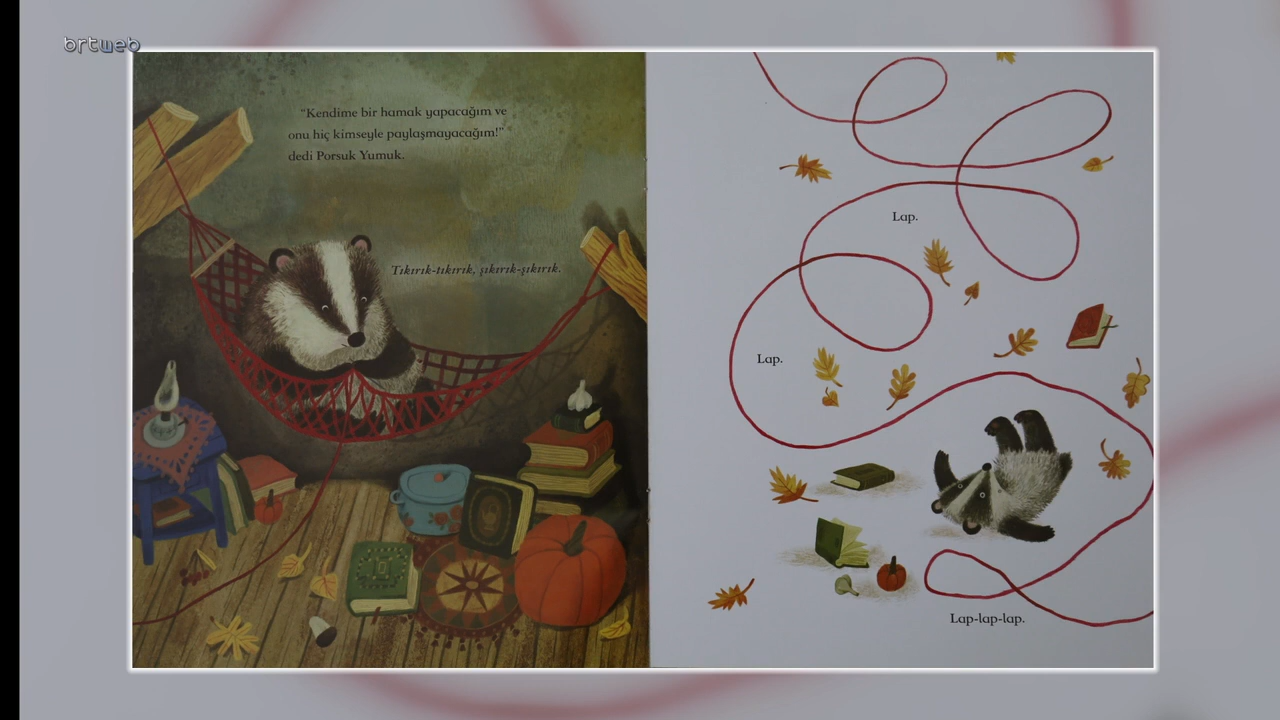 brtweb
“Kendime bir hamak yapacağım ve
onu hiç kimseyle paylaşmayacağım!”
dedi Porsuk Yumuk.
Tıkırık-tıkırık, şıkırık-şıkırık.
Lap.
Lap.
Lap-lap-lap.